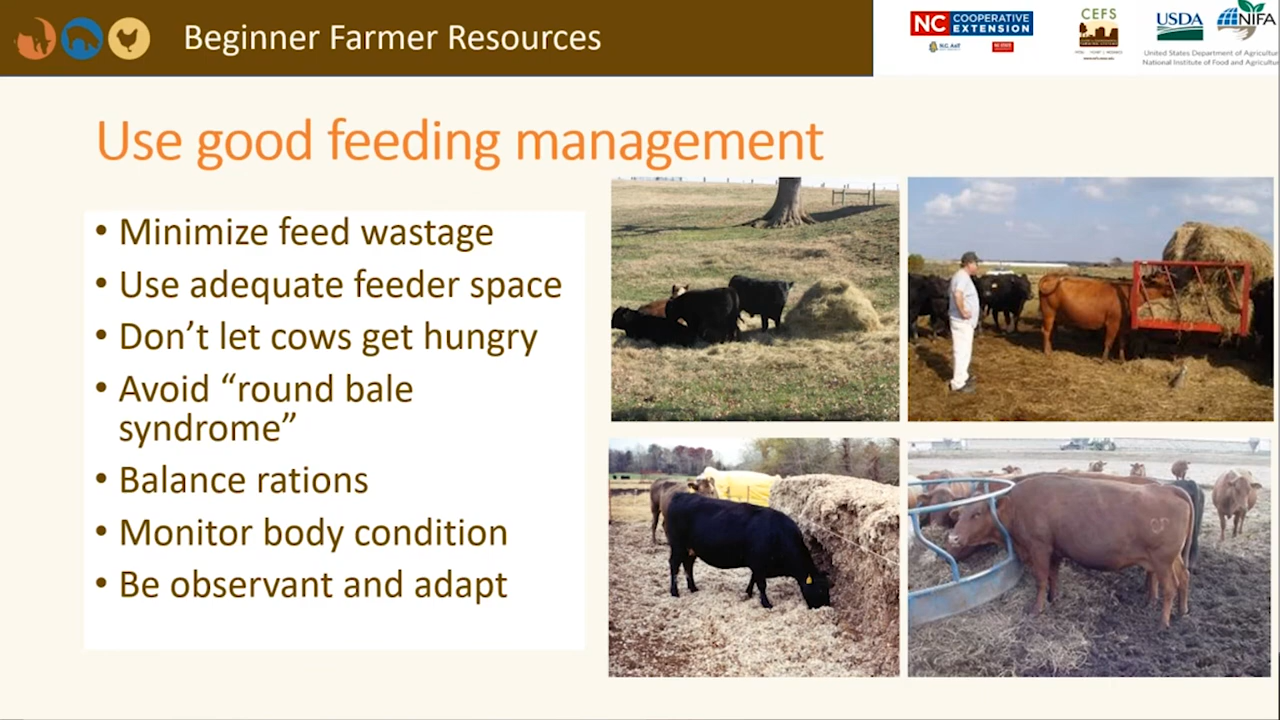 Beginner Farmer Resources
NC COOPERATIVE
EXTENSION
N.C. A&T
CEFS
USDA
NIFA
United States Department of Agricultur
National Institute of Food and Agricultur
Use good feeding management
• Minimize feed wastage
• Use adequate feeder space
• Don’t let cows get hungry
• Avoid “round bale
syndrome”
• Balance rations
• Monitor body condition
• Be observant and adapt